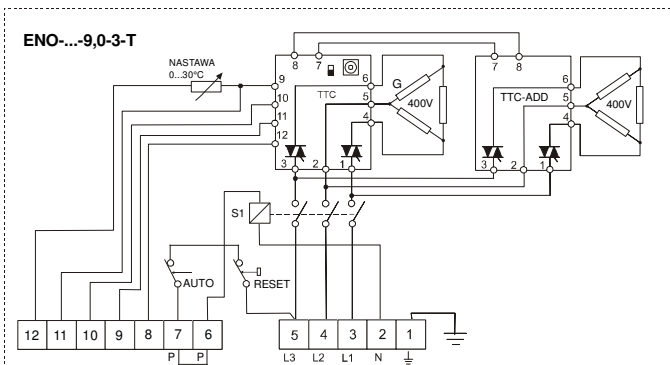 ENO-...-9,0-3-T
NASTAWA
0...30°C
8 7
7 8
9
10
11
12
TTC
6
5
4
G
400V
3 2 1
TTC-ADD
6
5
4
400V
3 2 1
S1
AUTO
RESET
12 11 10 9 8 7 6
5 4 3 2 1
P P
L3 L2 L1 N